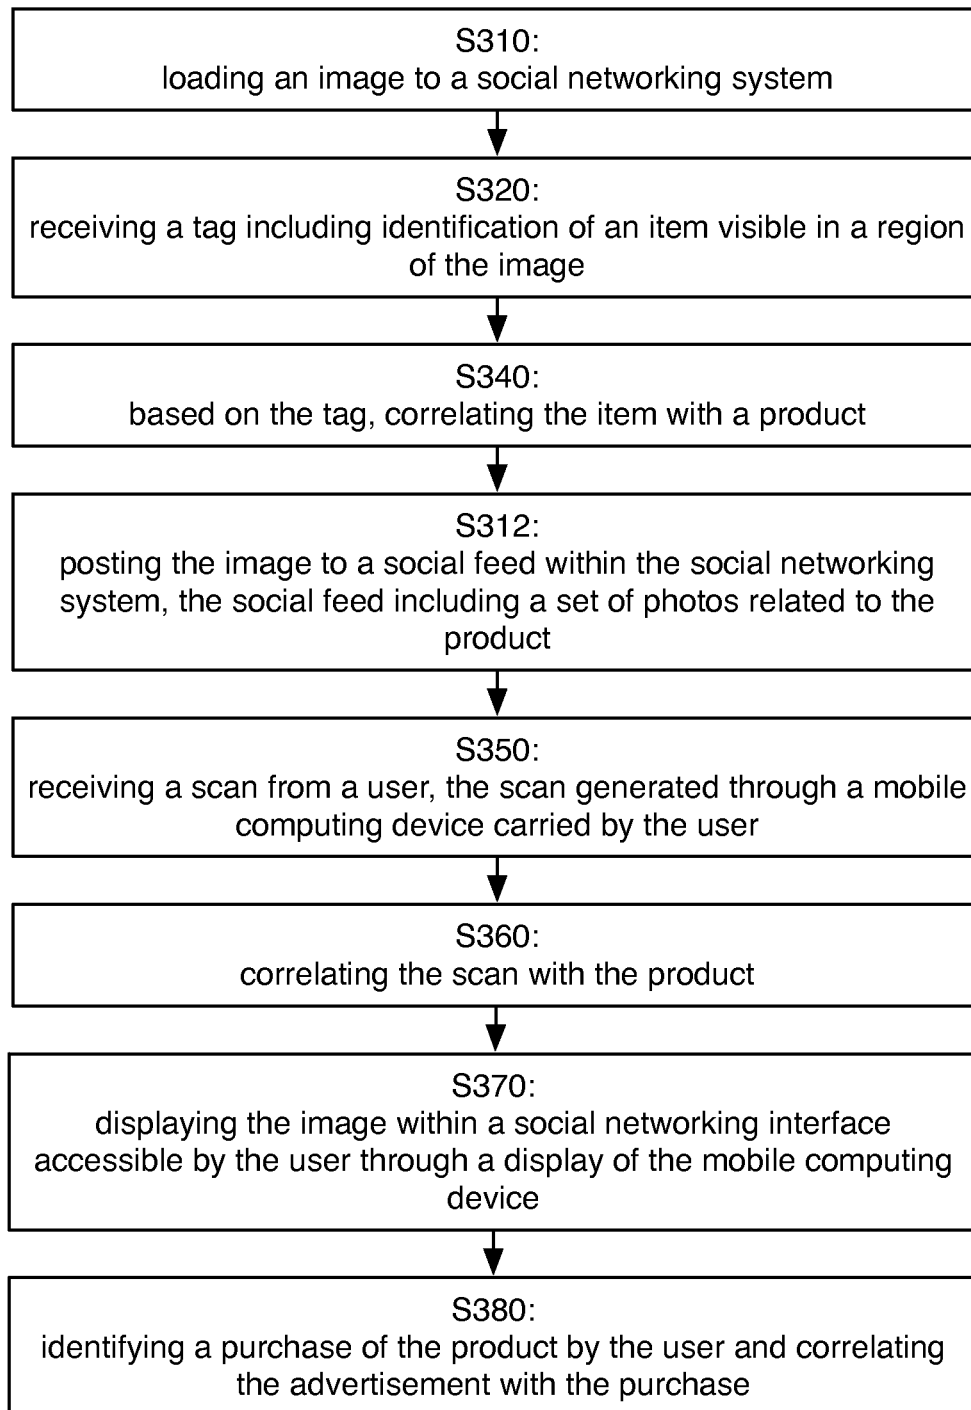 S310:
loading an image to a social networking system
S320:
receiving a tag including identification of an item visible in a region
of the image
S340:
based on the tag, correlating the item with a product
S312:
posting the image to a social feed within the social networking
system, the social feed including a set of photos related to the
product
S350:
receiving a scan from a user, the scan generated through a mobile
computing device carried by the user
S360:
correlating the scan with the product
S370:
displaying the image within a social networking interface
accessible by the user through a display of the mobile computing
device
S380:
identifying a purchase of the product by the user and correlating
the advertisement with the purchase